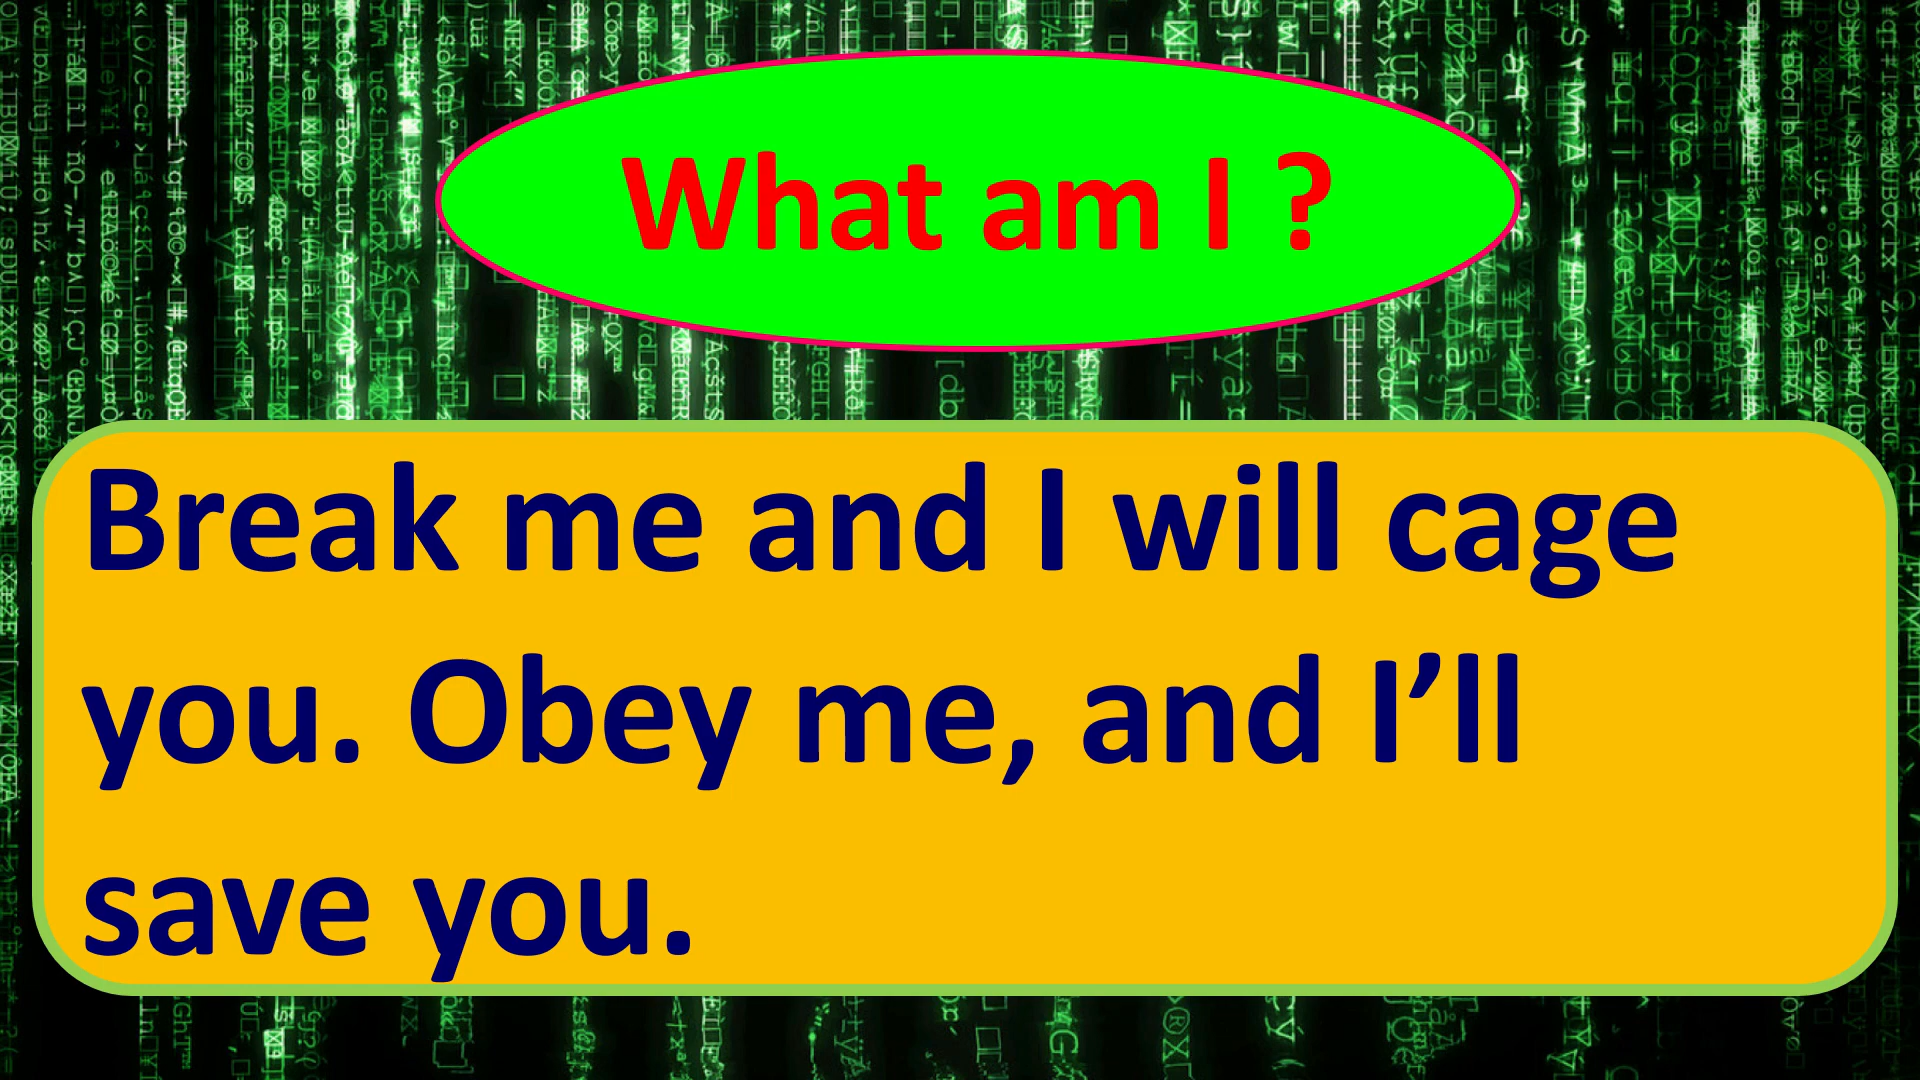 What am I ?
Break me and I will cage
you. Obey me, and I’ll
save you.